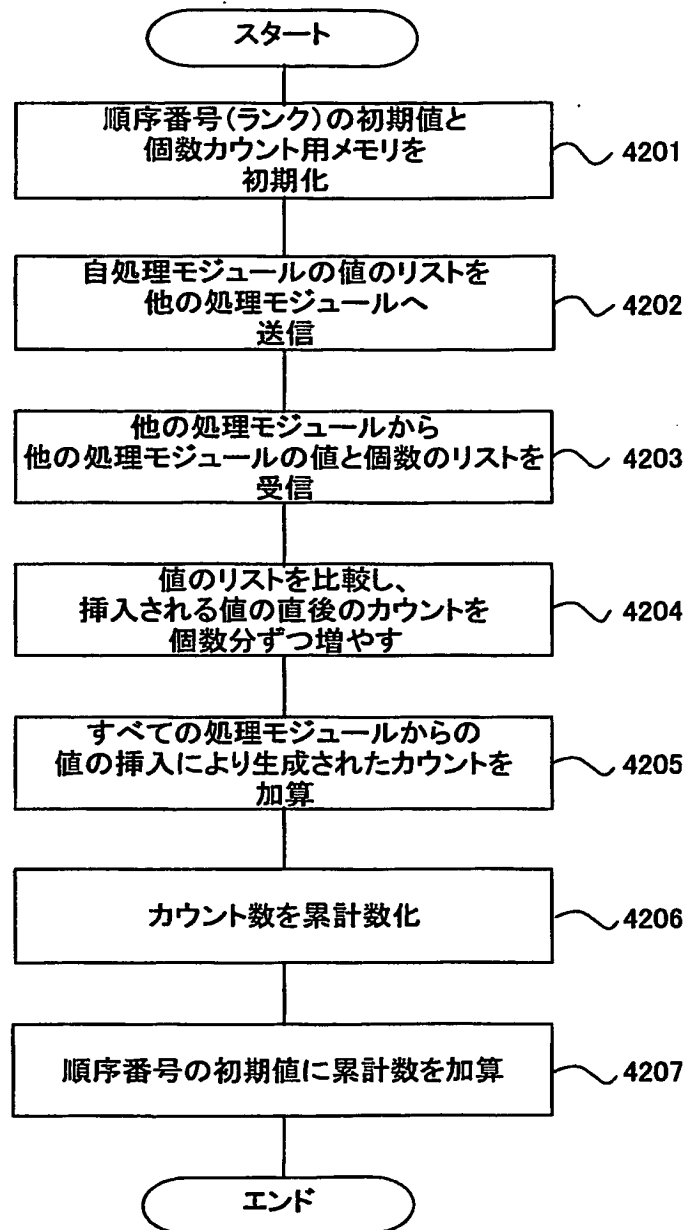 スタート
順序番号(ランク)の初期値と
個数カウント用メモリを
初期化
4201
自処理モジュールの値のリストを
他の処理モジュールへ
送信
4202
他の処理モジュールから
他の処理モジュールの値と個数のリストを
受信
4203
値のリストを比較し、
挿入される値の直後のカウントを
個数分ずつ増やす
4204
すべての処理モジュールからの
値の挿入により生成されたカウントを
加算
4205
カウント数を累計数化
4206
順序番号の初期値に累計数を加算
4207
エンド